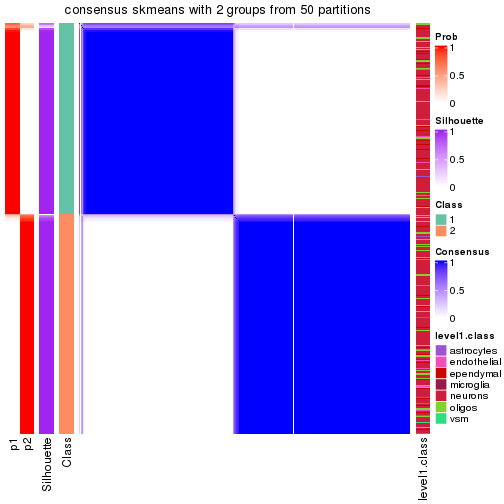 consensus skmeans with 2 groups from 50 partitions
Prob
1
0.5
0
Silhouette
1
0.5
0
Class
1
2
Consensus
1
0.5
0
level1.class
astrocytes
endothelial
ependymal
microglia
neurons
oligos
vsm
p1
p2
Silhouette
Class
level1.class